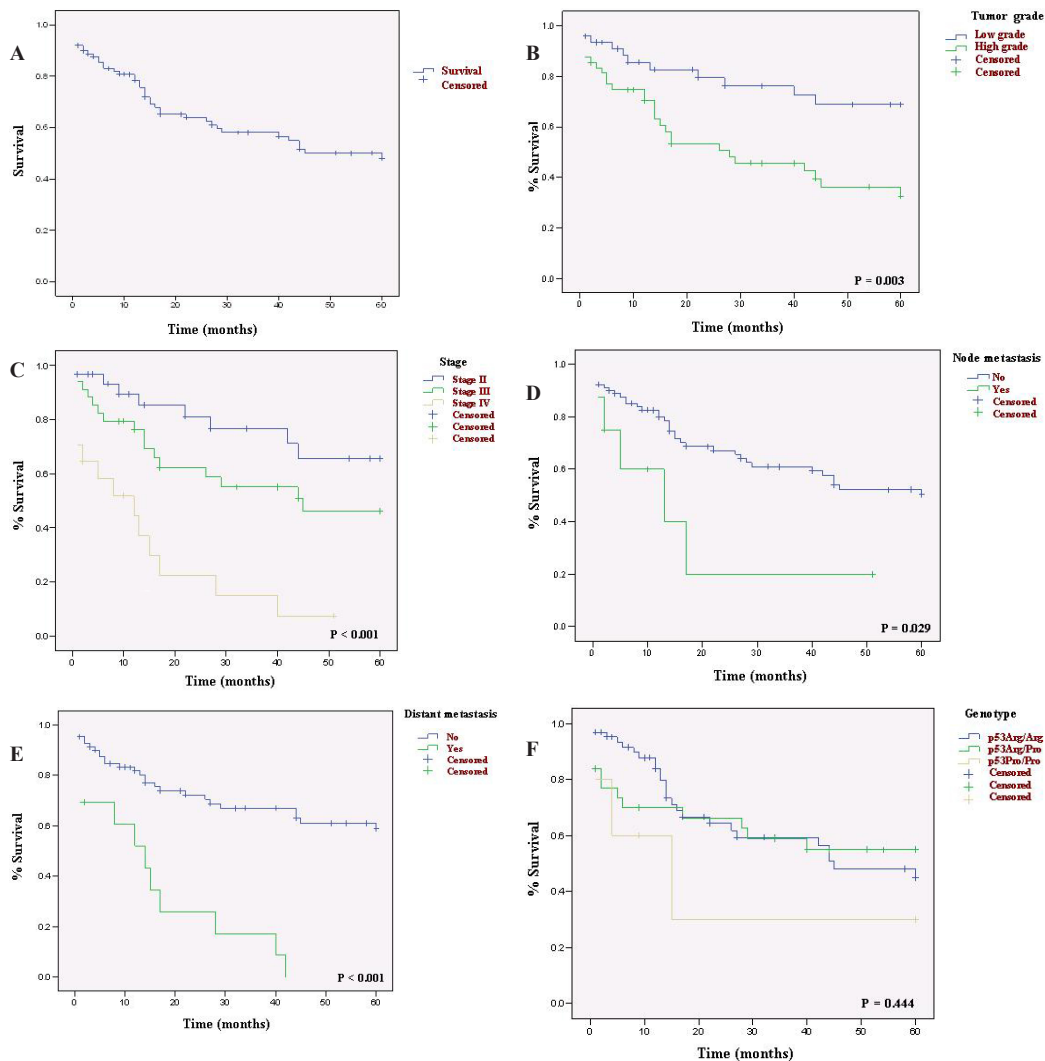 A
Survival
1.0
0.8
0.6
0.4
0.2
0.0
0 10 20 30 40 50 60
Time (months)
Survival
Censored
B
% Survival
1.0
0.8
0.6
0.4
0.2
0.0
0 10 20 30 40 50 60
Time (months)
Tumor grade
Low grade
High grade
Censored
Censored
P = 0.003
C
% Survival
1.0
0.8
0.6
0.4
0.2
0.0
0 10 20 30 40 50 60
Time (months)
Stage
Stage II
Stage III
Stage IV
Censored
Censored
Censored
P < 0.001
D
% Survival
1.0
0.8
0.6
0.4
0.2
0.0
0 10 20 30 40 50 60
Time (months)
Node metastasis
No
Yes
Censored
Censored
P = 0.029
E
% Survival
1.0
0.8
0.6
0.4
0.2
0.0
0 10 20 30 40 50 60
Time (months)
Distant metastasis
No
Yes
Censored
Censored
P < 0.001
F
% Survival
1.0
0.8
0.6
0.4
0.2
0.0
0 10 20 30 40 50 60
Time (months)
Genotype
p53Arg/Arg
p53Arg/Pro
p53Pro/Pro
Censored
Censored
Censored
P = 0.444